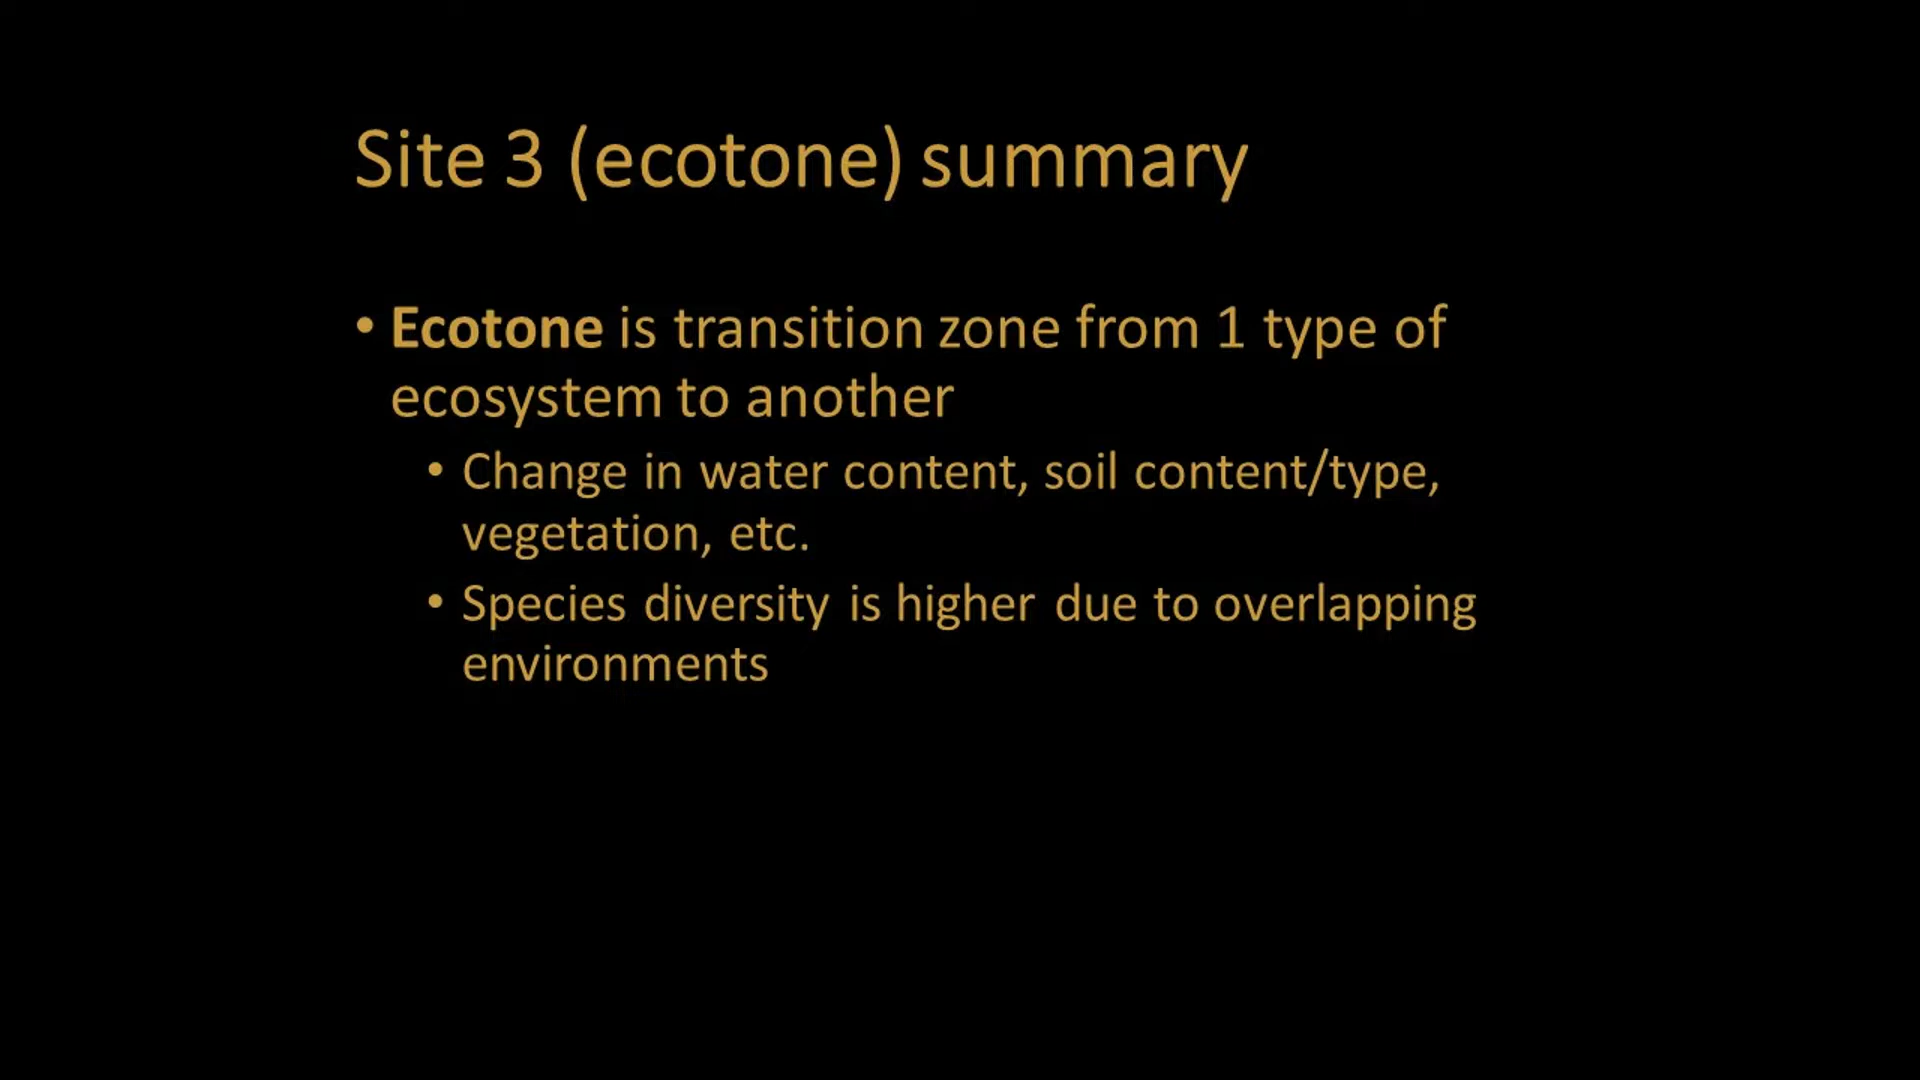 Site 3 (ecotone) summary
• Ecotone is transition zone from 1 type of
ecosystem to another
• Change in water content, soil content/type,
vegetation, etc.
• Species diversity is higher due to overlapping
environments